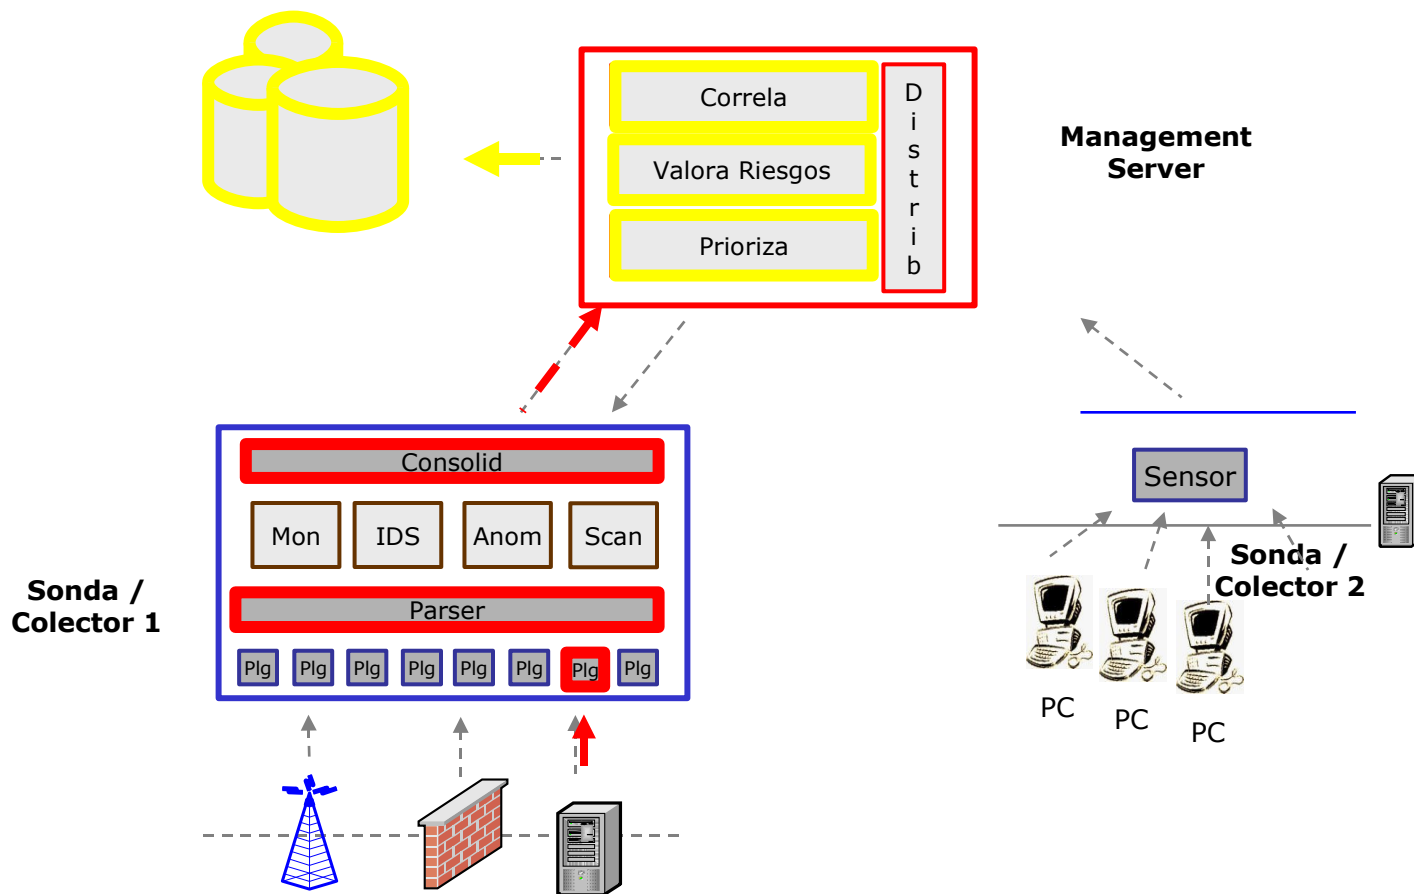 Correla
Valora Riesgos
Prioriza
D
i
s
t
r
i
b
Management
Server
Consolid
Mon IDS Anom Scan
Parser
Plg Plg Plg Plg Plg Plg Plg Plg
Sonda /
Colector 1
Sensor
Sonda /
Colector 2
PC PC PC